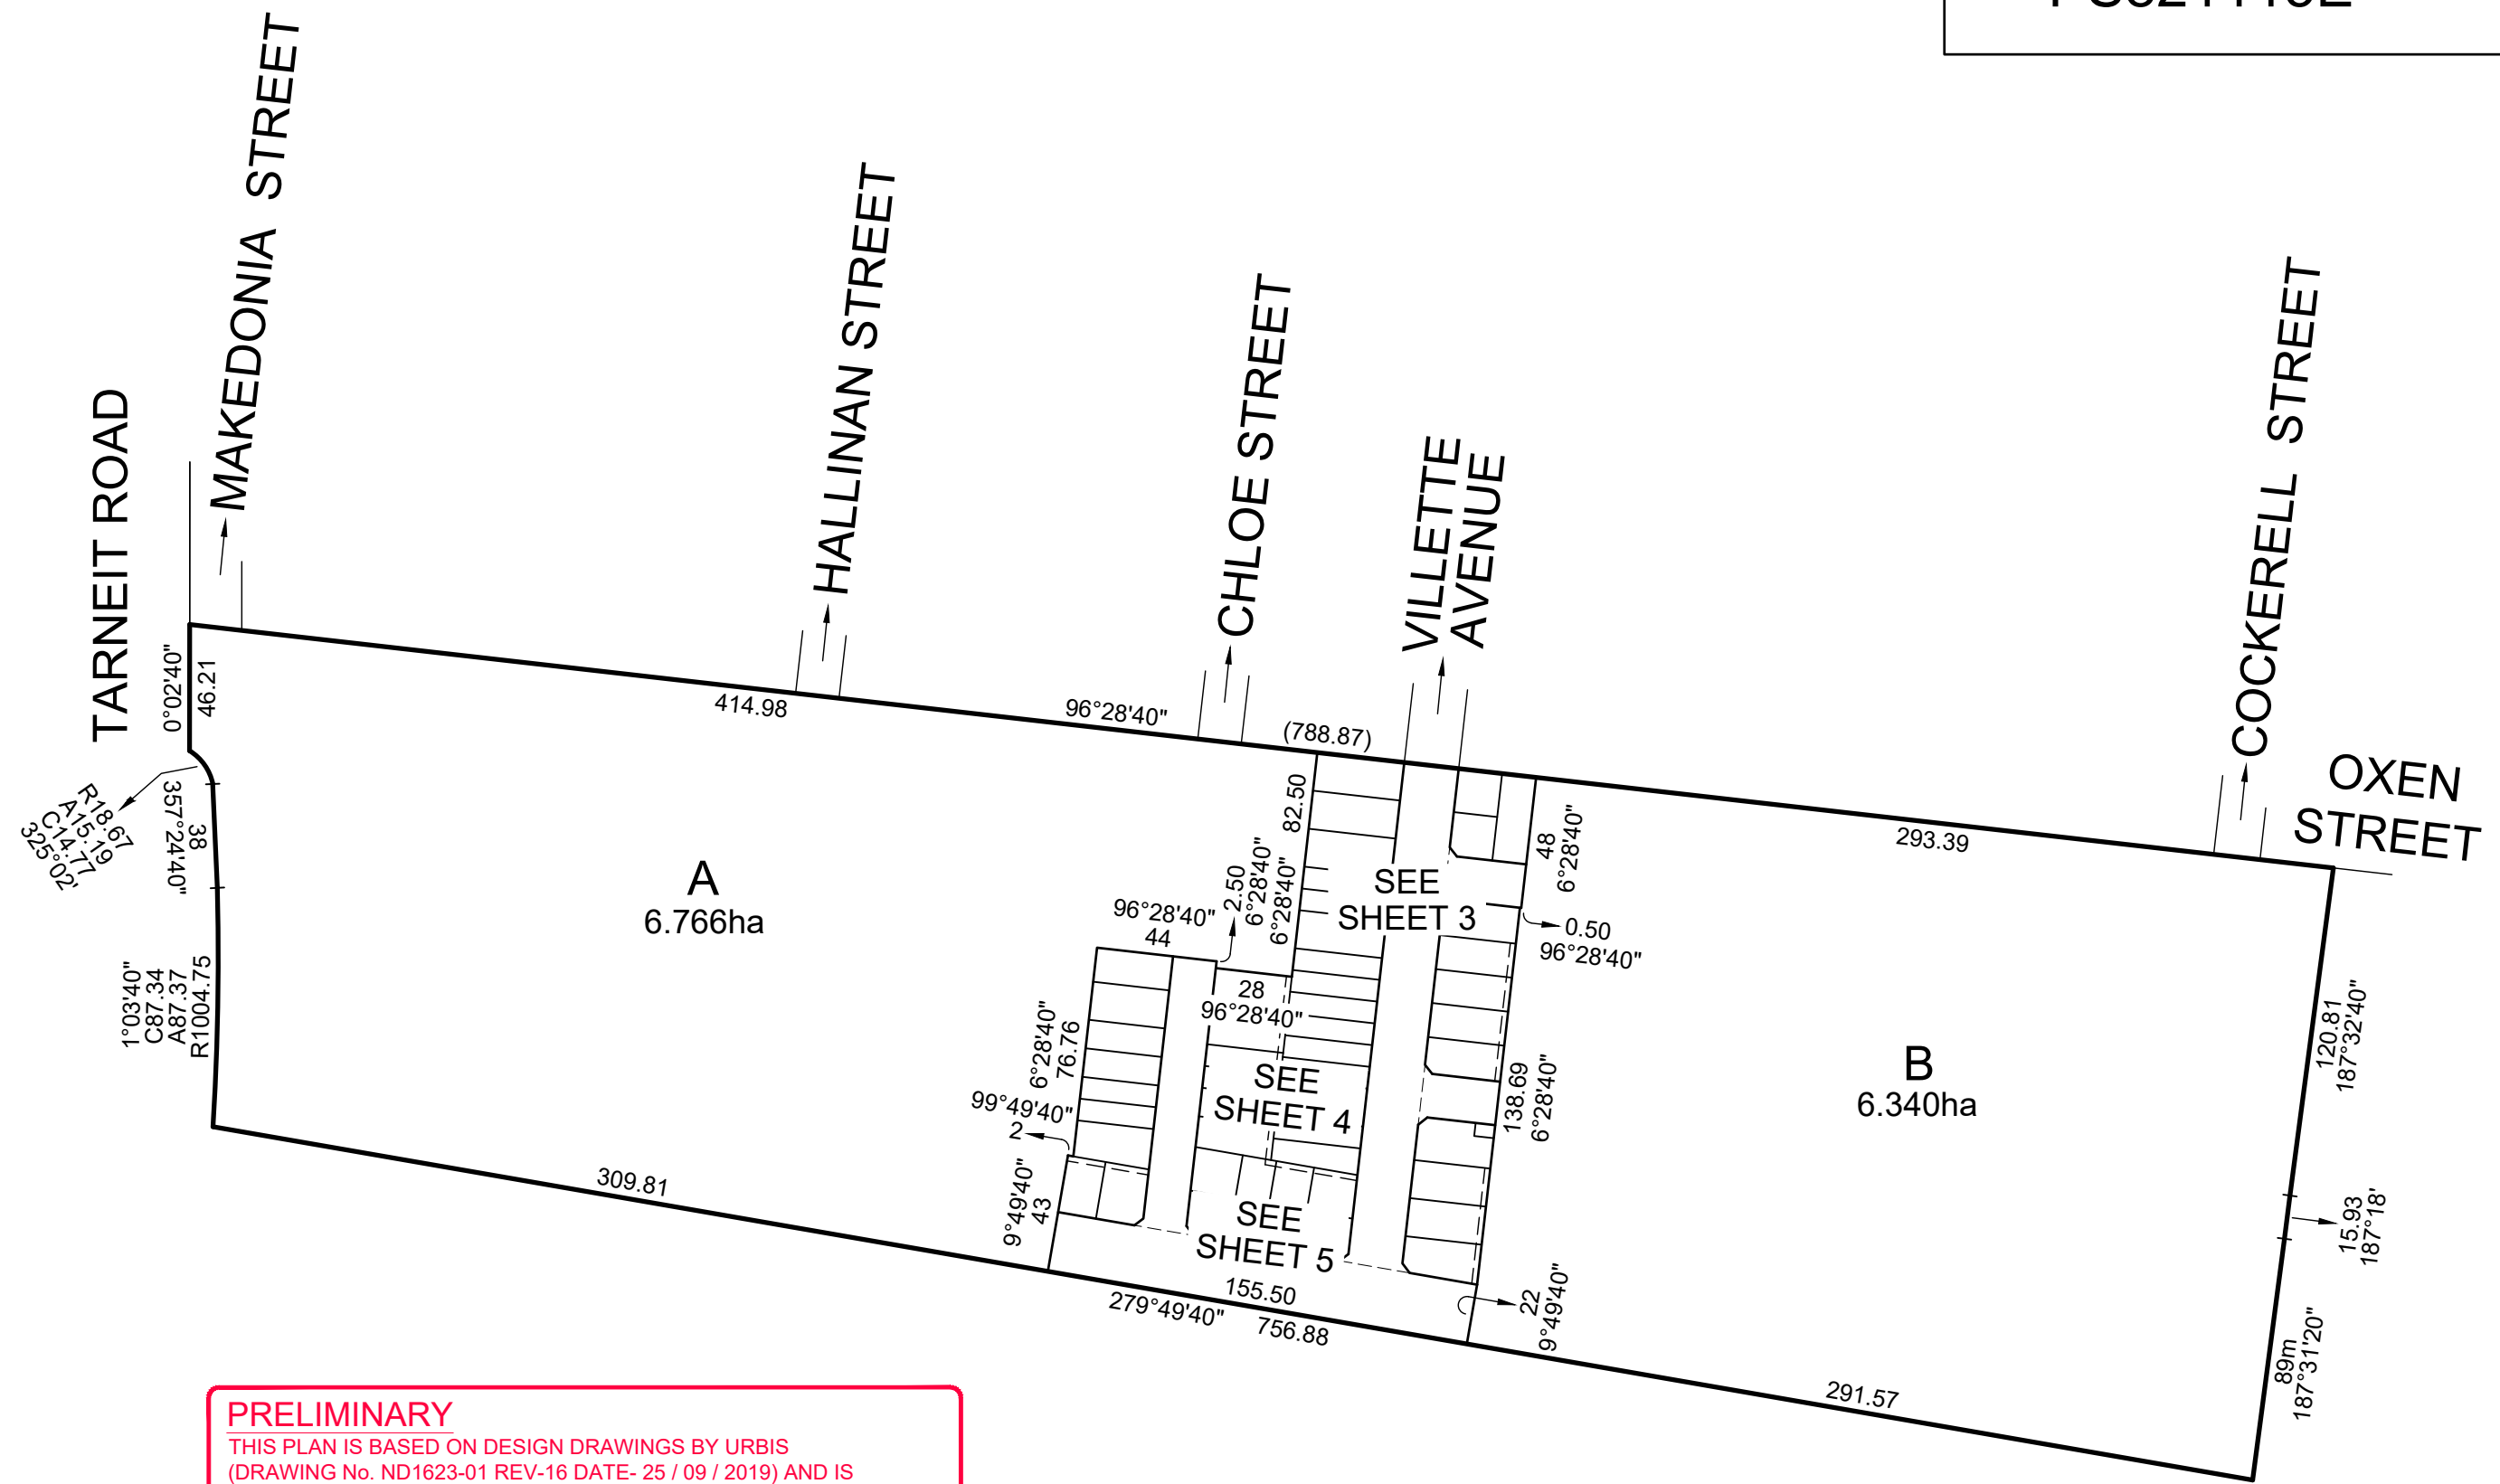 MAKEDONIA STREET
HALLINAN STREET
CHLOE STREET
VILLETTE
AVENUE
COCKERELL STREET
TARNEIT ROAD
OXEN
STREET
0°02'40"
46.21
414.98
96°28'40"
(788.87)
293.39
R18.67
A15.19
C14.77
325°02'
357°24'40"
38
1°03'40"
C87.34
A87.37
R1004.75
A
6.766ha
82.50
6°28'40"
2.50
6°28'40"
96°28'40"
44
28
96°28'40"
SEE
SHEET 3
48
6°28'40"
0.50
96°28'40"
6°28'40"
76.76
99°49'40"
2
9°49'40"
43
SEE
SHEET 4
SEE
SHEET 5
138.69
6°28'40"
B
6.340ha
120.81
187°32'40"
15.93
187°18'
89m
187°31'20"
22
9°49'40"
309.81
155.50
279°49'40"
756.88
291.57
PRELIMINARY
THIS PLAN IS BASED ON DESIGN DRAWINGS BY URBIS
(DRAWING No. ND1623-01 REV-16 DATE- 25 / 09 / 2019) AND IS